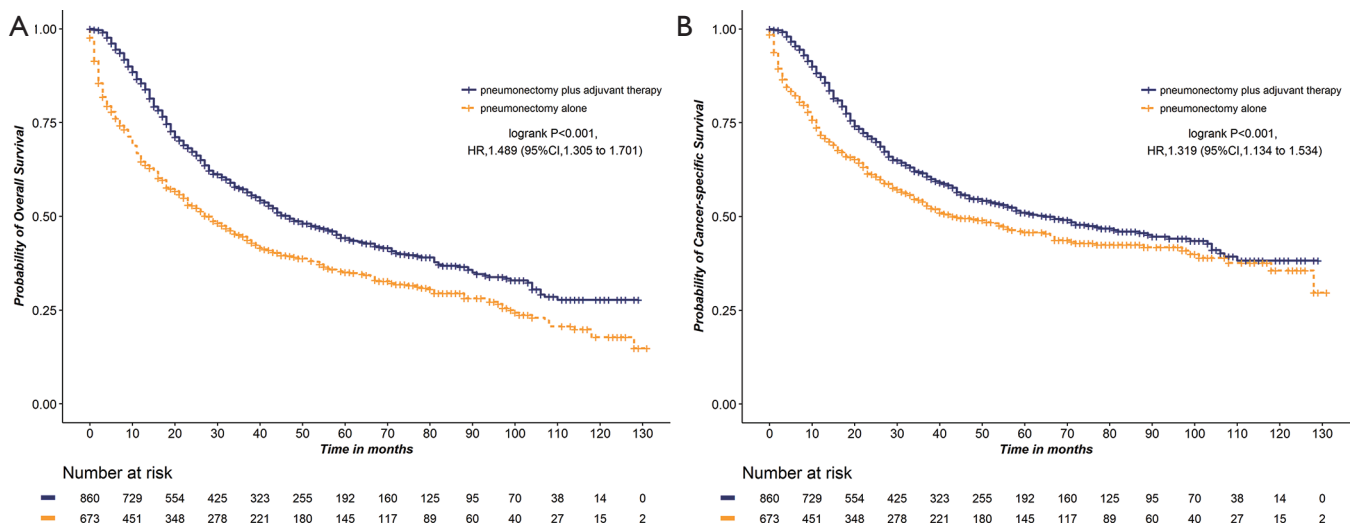 A
Probability of Overall Survival
1.00
0.75
0.50
0.25
0.00
pneumonectomy plus adjuvant therapy
pneumonectomy alone
logrank P<0.001,
HR,1.489 (95%CI,1.305 to 1.701)
0 10 20 30 40 50 60 70 80 90 100 110 120 130
Time in months
Number at risk
860 729 554 425 323 255 192 160 125 95 70 38 14 0
673 451 348 278 221 180 145 117 89 60 40 27 15 2
B
Probability of Cancer-specific Survival
1.00
0.75
0.50
0.25
0.00
pneumonectomy plus adjuvant therapy
pneumonectomy alone
logrank P<0.001,
HR,1.319 (95%CI,1.134 to 1.534)
0 10 20 30 40 50 60 70 80 90 100 110 120 130
Time in months
Number at risk
860 729 554 425 323 255 192 160 125 95 70 38 14 0
673 451 348 278 221 180 145 117 89 60 40 27 15 2